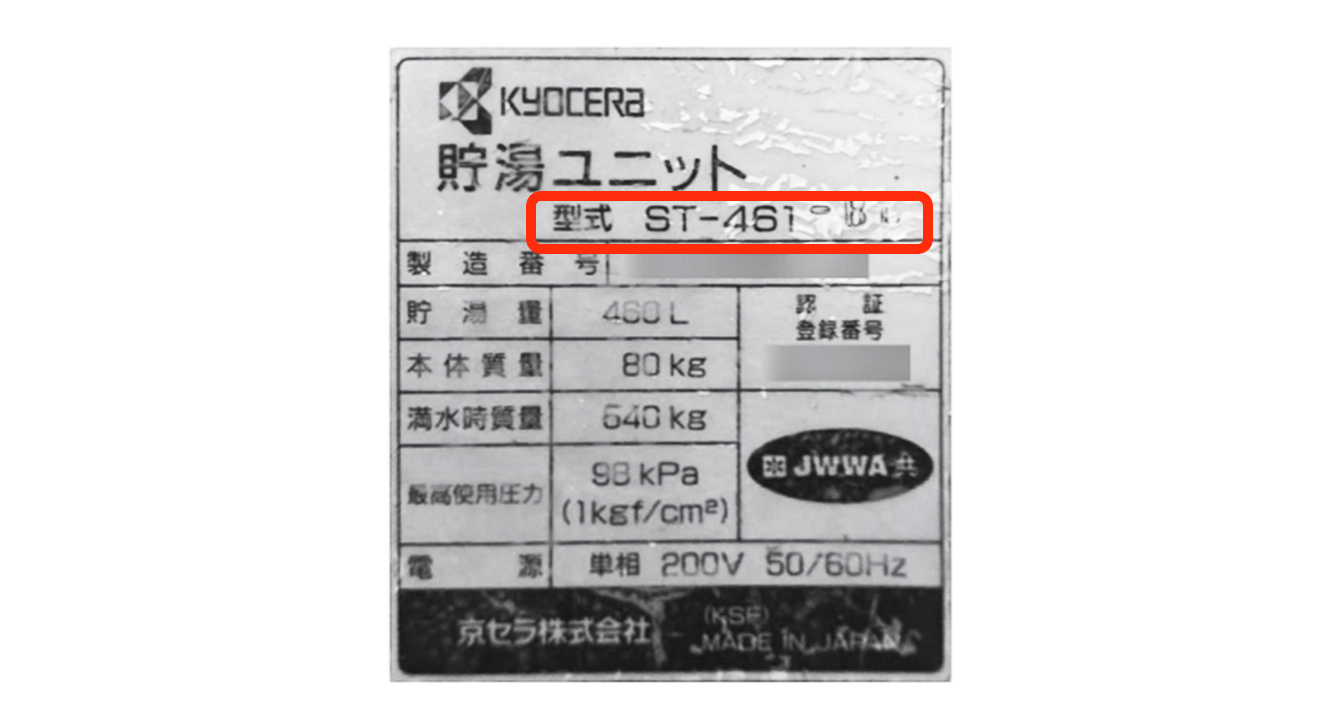 KYOCERA
貯湯ユニット
型式 ST-461
製造番号
貯湯量 460L
認証
登録番号
本体質量 80kg
満水時質量 540kg
最高使用圧力 98kPa
(1kgf/cm²)
JWWA
電源 単相 200V 50/60Hz
京セラ株式会社 (KSE)
MADE IN JAPAN